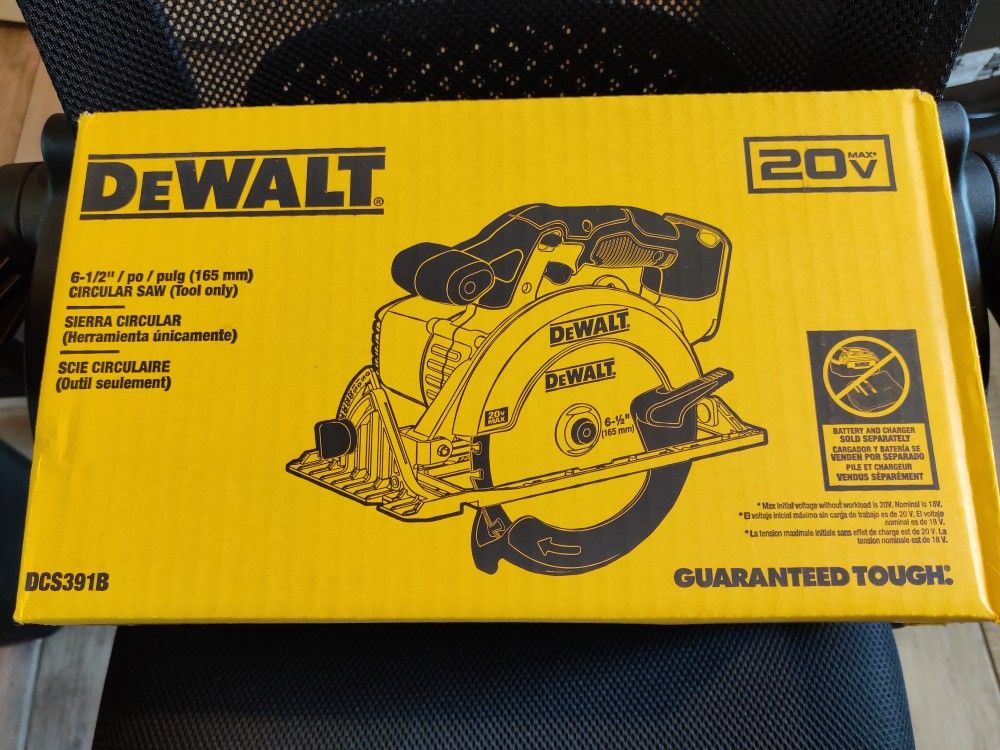 DEWALT®
20V MAX*
6-1/2" / po / pulg (165 mm)
CIRCULAR SAW (Tool only)
SIERRA CIRCULAR
(Herramienta únicamente)
SCIE CIRCULAIRE
(Outil seulement)
DEWALT
DEWALT
20V
MAX
6-½"
(165 mm)
BATTERY AND CHARGER
SOLD SEPARATELY
CARGADOR Y BATERÍA SE
VENDEN POR SEPARADO
PILE ET CHARGEUR
VENDUS SÉPARÉMENT
* Max initial voltage without workload is 20V. Nominal is 18V.
* El voltaje inicial máximo sin carga de trabajo es de 20 V. El voltaje
nominal es de 18 V.
* La tension maximale initiale sans effet de charge est de 20 V. La
tension nominale est de 18 V.
DCS391B
GUARANTEED TOUGH.®